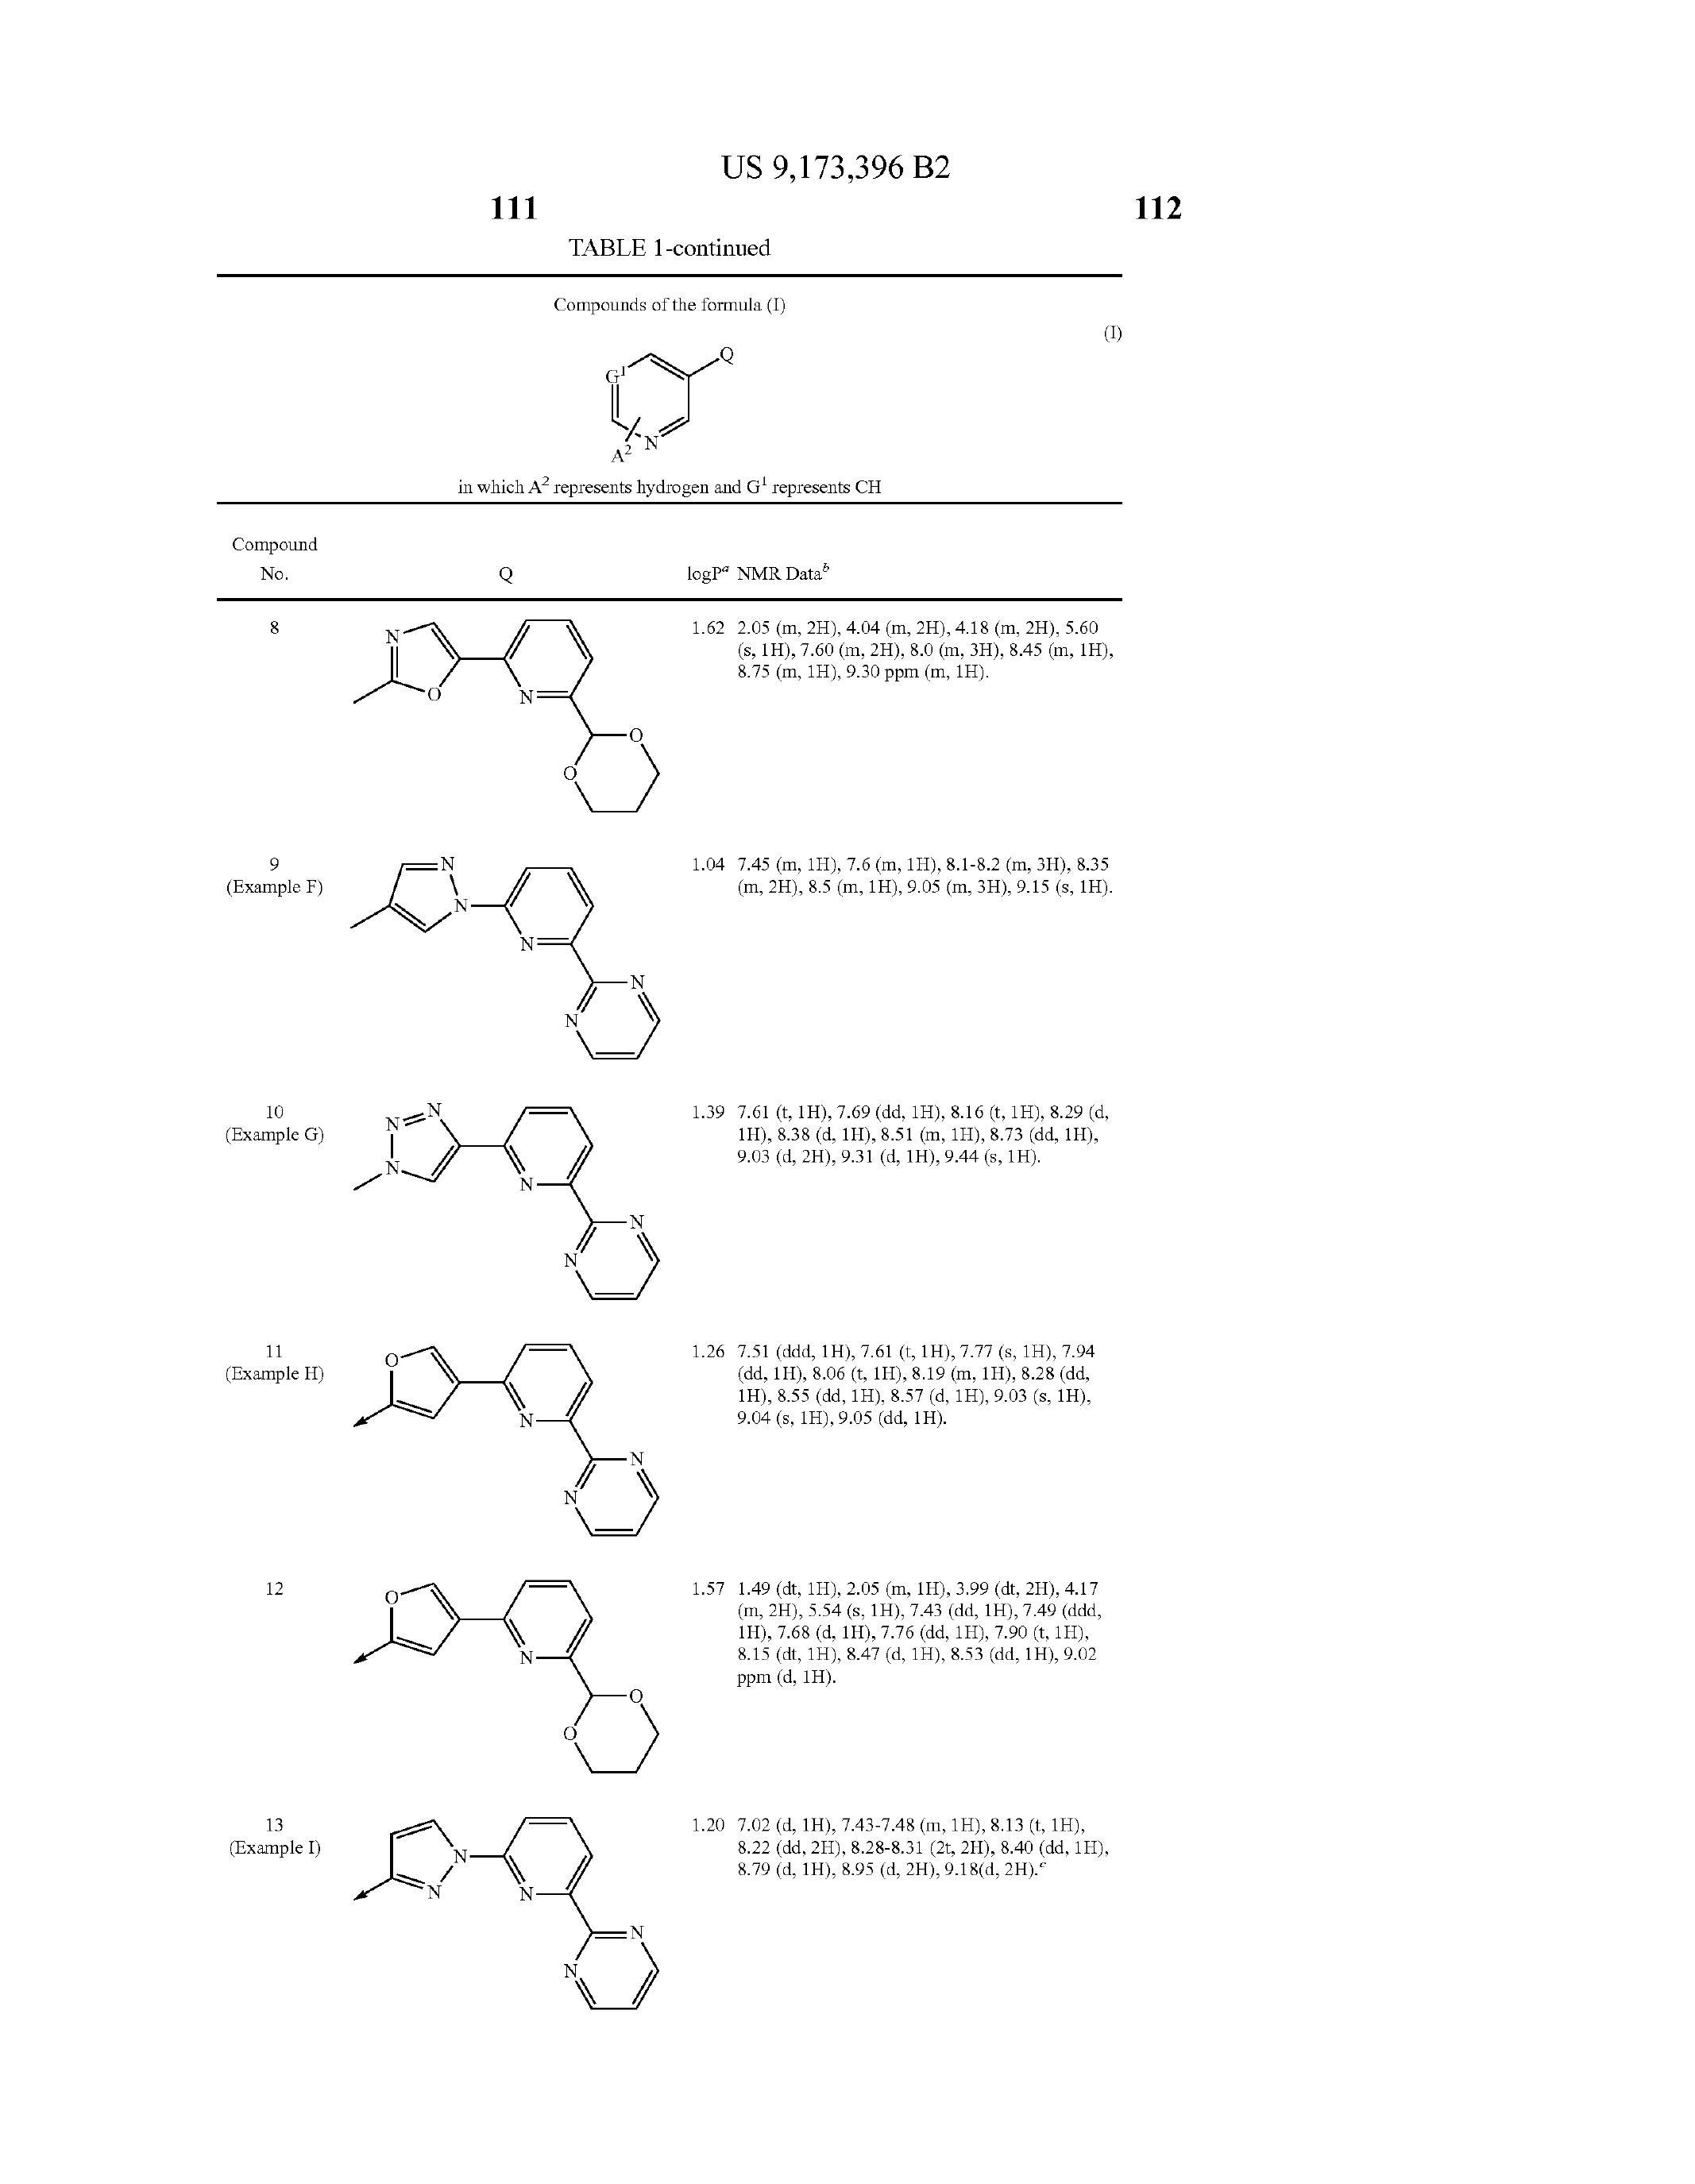 US 9,173,396 B2
111
112
TABLE 1-continued
Compounds of the formula (I)
(I)
Q
G¹
N
A²
in which A² represents hydrogen and G¹ represents CH
Compound
No.
Q
logPᵃ NMR Dataᵇ
8
1.62 2.05 (m, 2H), 4.04 (m, 2H), 4.18 (m, 2H), 5.60
(s, 1H), 7.60 (m, 2H), 8.0 (m, 3H), 8.45 (m, 1H),
8.75 (m, 1H), 9.30 ppm (m, 1H).
N
O
N
O
O
9
(Example F)
1.04 7.45 (m, 1H), 7.6 (m, 1H), 8.1-8.2 (m, 3H), 8.35
(m, 2H), 8.5 (m, 1H), 9.05 (m, 3H), 9.15 (s, 1H).
N
N
N
N
N
10
(Example G)
1.39 7.61 (t, 1H), 7.69 (dd, 1H), 8.16 (t, 1H), 8.29 (d,
1H), 8.38 (d, 1H), 8.51 (m, 1H), 8.73 (dd, 1H),
9.03 (d, 2H), 9.31 (d, 1H), 9.44 (s, 1H).
N
N
N
N
N
N
11
(Example H)
1.26 7.51 (ddd, 1H), 7.61 (t, 1H), 7.77 (s, 1H), 7.94
(dd, 1H), 8.06 (t, 1H), 8.19 (m, 1H), 8.28 (dd,
1H), 8.55 (dd, 1H), 8.57 (d, 1H), 9.03 (s, 1H),
9.04 (s, 1H), 9.05 (dd, 1H).
O
N
N
N
12
1.57 1.49 (dt, 1H), 2.05 (m, 1H), 3.99 (dt, 2H), 4.17
(m, 2H), 5.54 (s, 1H), 7.43 (dd, 1H), 7.49 (ddd,
1H), 7.68 (d, 1H), 7.76 (dd, 1H), 7.90 (t, 1H),
8.15 (dt, 1H), 8.47 (d, 1H), 8.53 (dd, 1H), 9.02
ppm (d, 1H).
O
N
O
O
13
(Example I)
1.20 7.02 (d, 1H), 7.43-7.48 (m, 1H), 8.13 (t, 1H),
8.22 (dd, 2H), 8.28-8.31 (2t, 2H), 8.40 (dd, 1H),
8.79 (d, 1H), 8.95 (d, 2H), 9.18(d, 2H).ᶜ
N
N
N
N
N